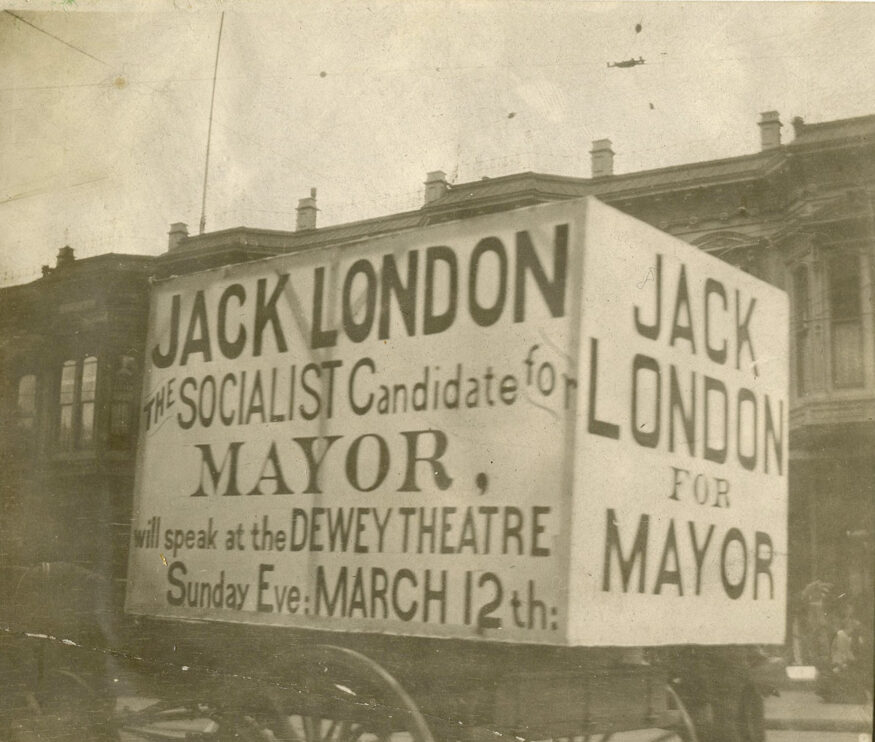 JACK LONDON
THE SOCIALIST Candidate for
MAYOR,
will speak at the DEWEY THEATRE
Sunday Eve: MARCH 12th:
JACK
LONDON
FOR
MAYOR